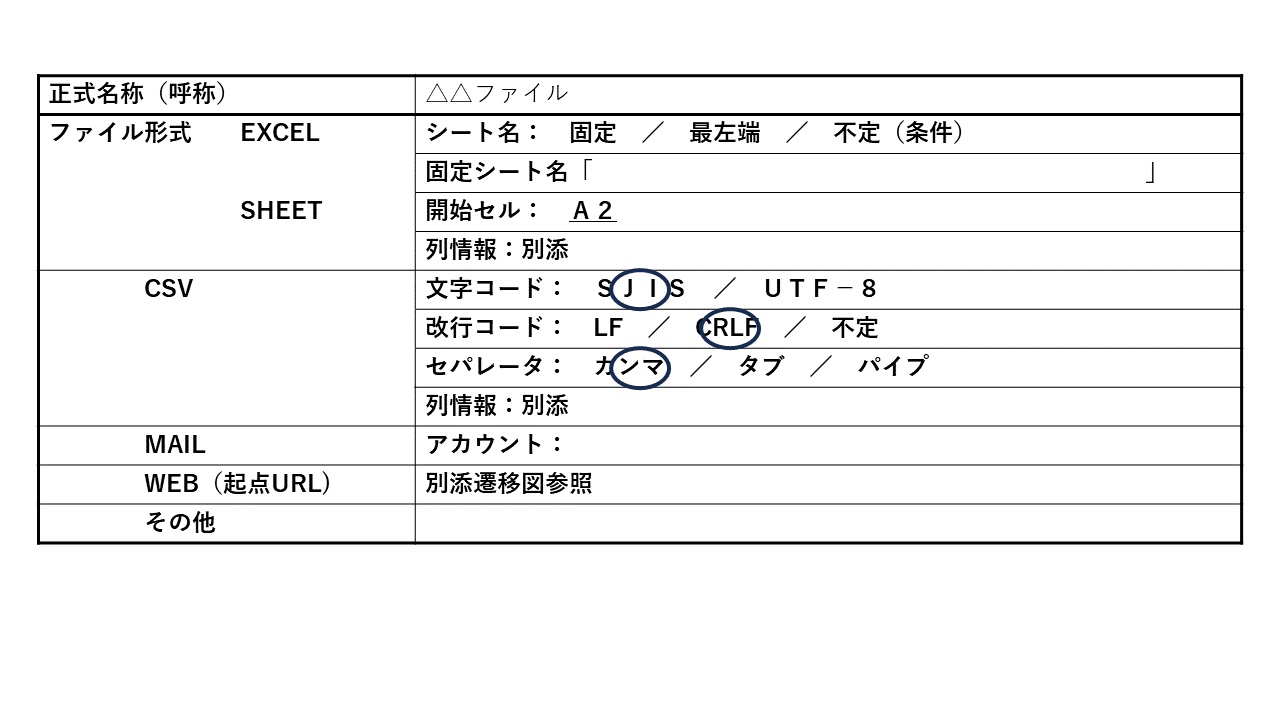 正式名称（呼称） △△ファイル
ファイル形式 EXCEL シート名： 固定 ／ 最左端 ／ 不定（条件）
固定シート名「 」
SHEET 開始セル： Ａ２
列情報：別添
CSV 文字コード： ＳＪＩＳ ／ ＵＴＦ－８
改行コード： LF ／ CRLF ／ 不定
セパレータ： カンマ ／ タブ ／ パイプ
列情報：別添
MAIL アカウント：
WEB（起点URL） 別添遷移図参照
その他